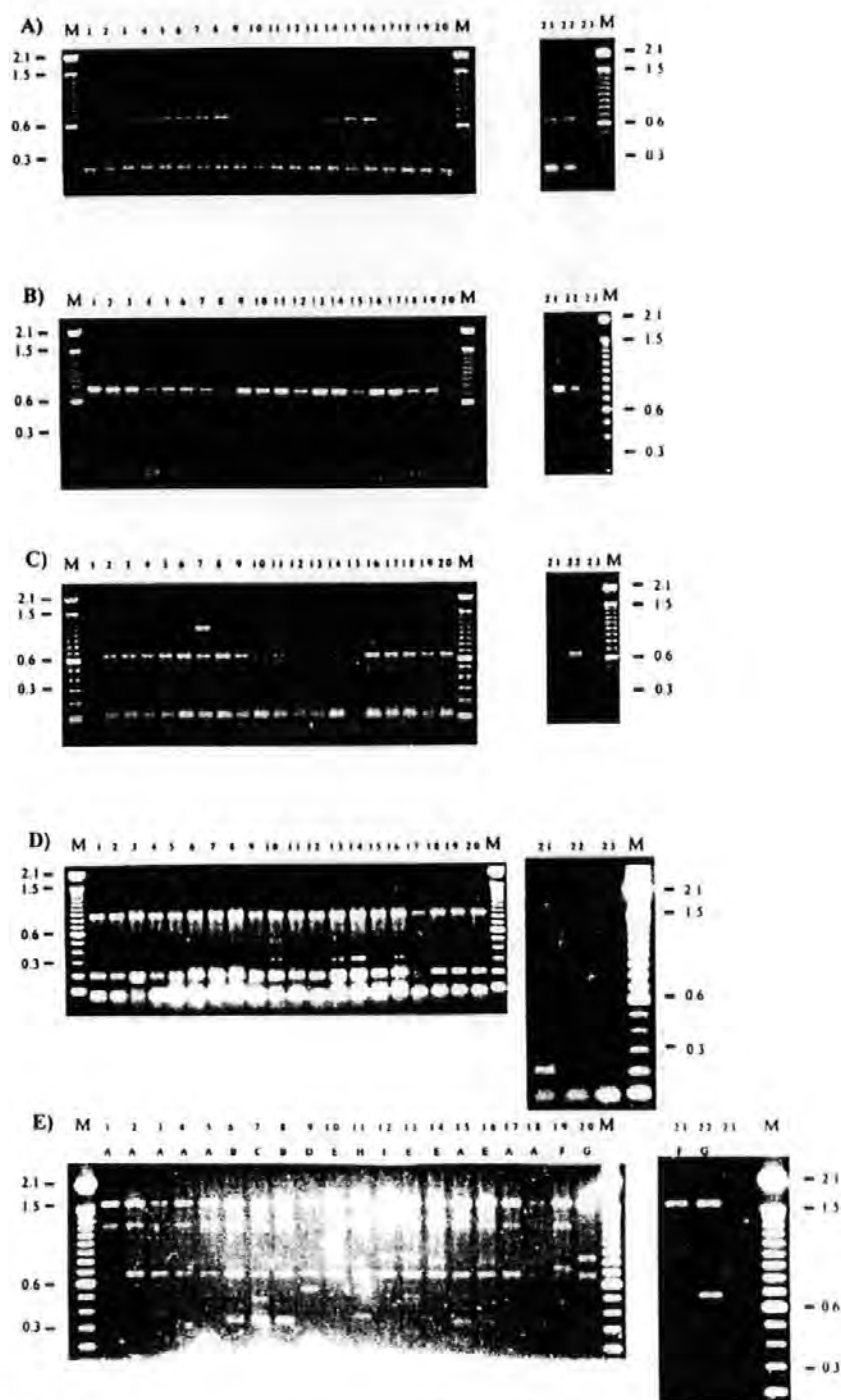 A) M 1 2 3 4 5 6 7 8 9 10 11 12 13 14 15 16 17 18 19 20 M 21 22 23 M
2.1 – – 2.1
1.5 – – 1.5
0.6 – – 0.6
0.3 – – 0.3
B) M 1 2 3 4 5 6 7 8 9 10 11 12 13 14 15 16 17 18 19 20 M 21 22 23 M
2.1 – – 2.1
1.5 – – 1.5
0.6 – – 0.6
0.3 – – 0.3
C) M 1 2 3 4 5 6 7 8 9 10 11 12 13 14 15 16 17 18 19 20 M 21 22 23 M
2.1 – – 2.1
1.5 – – 1.5
0.6 – – 0.6
0.3 – – 0.3
D) M 1 2 3 4 5 6 7 8 9 10 11 12 13 14 15 16 17 18 19 20 M 21 22 23 M
2.1 – – 2.1
1.5 – – 1.5
0.6 – – 0.6
0.3 – – 0.3
E) M 1 2 3 4 5 6 7 8 9 10 11 12 13 14 15 16 17 18 19 20 M 21 22 23 M
A A A A A B C B D E H I E E A E A A F G F G
2.1 – – 2.1
1.5 – – 1.5
0.6 – – 0.6
0.3 – – 0.3